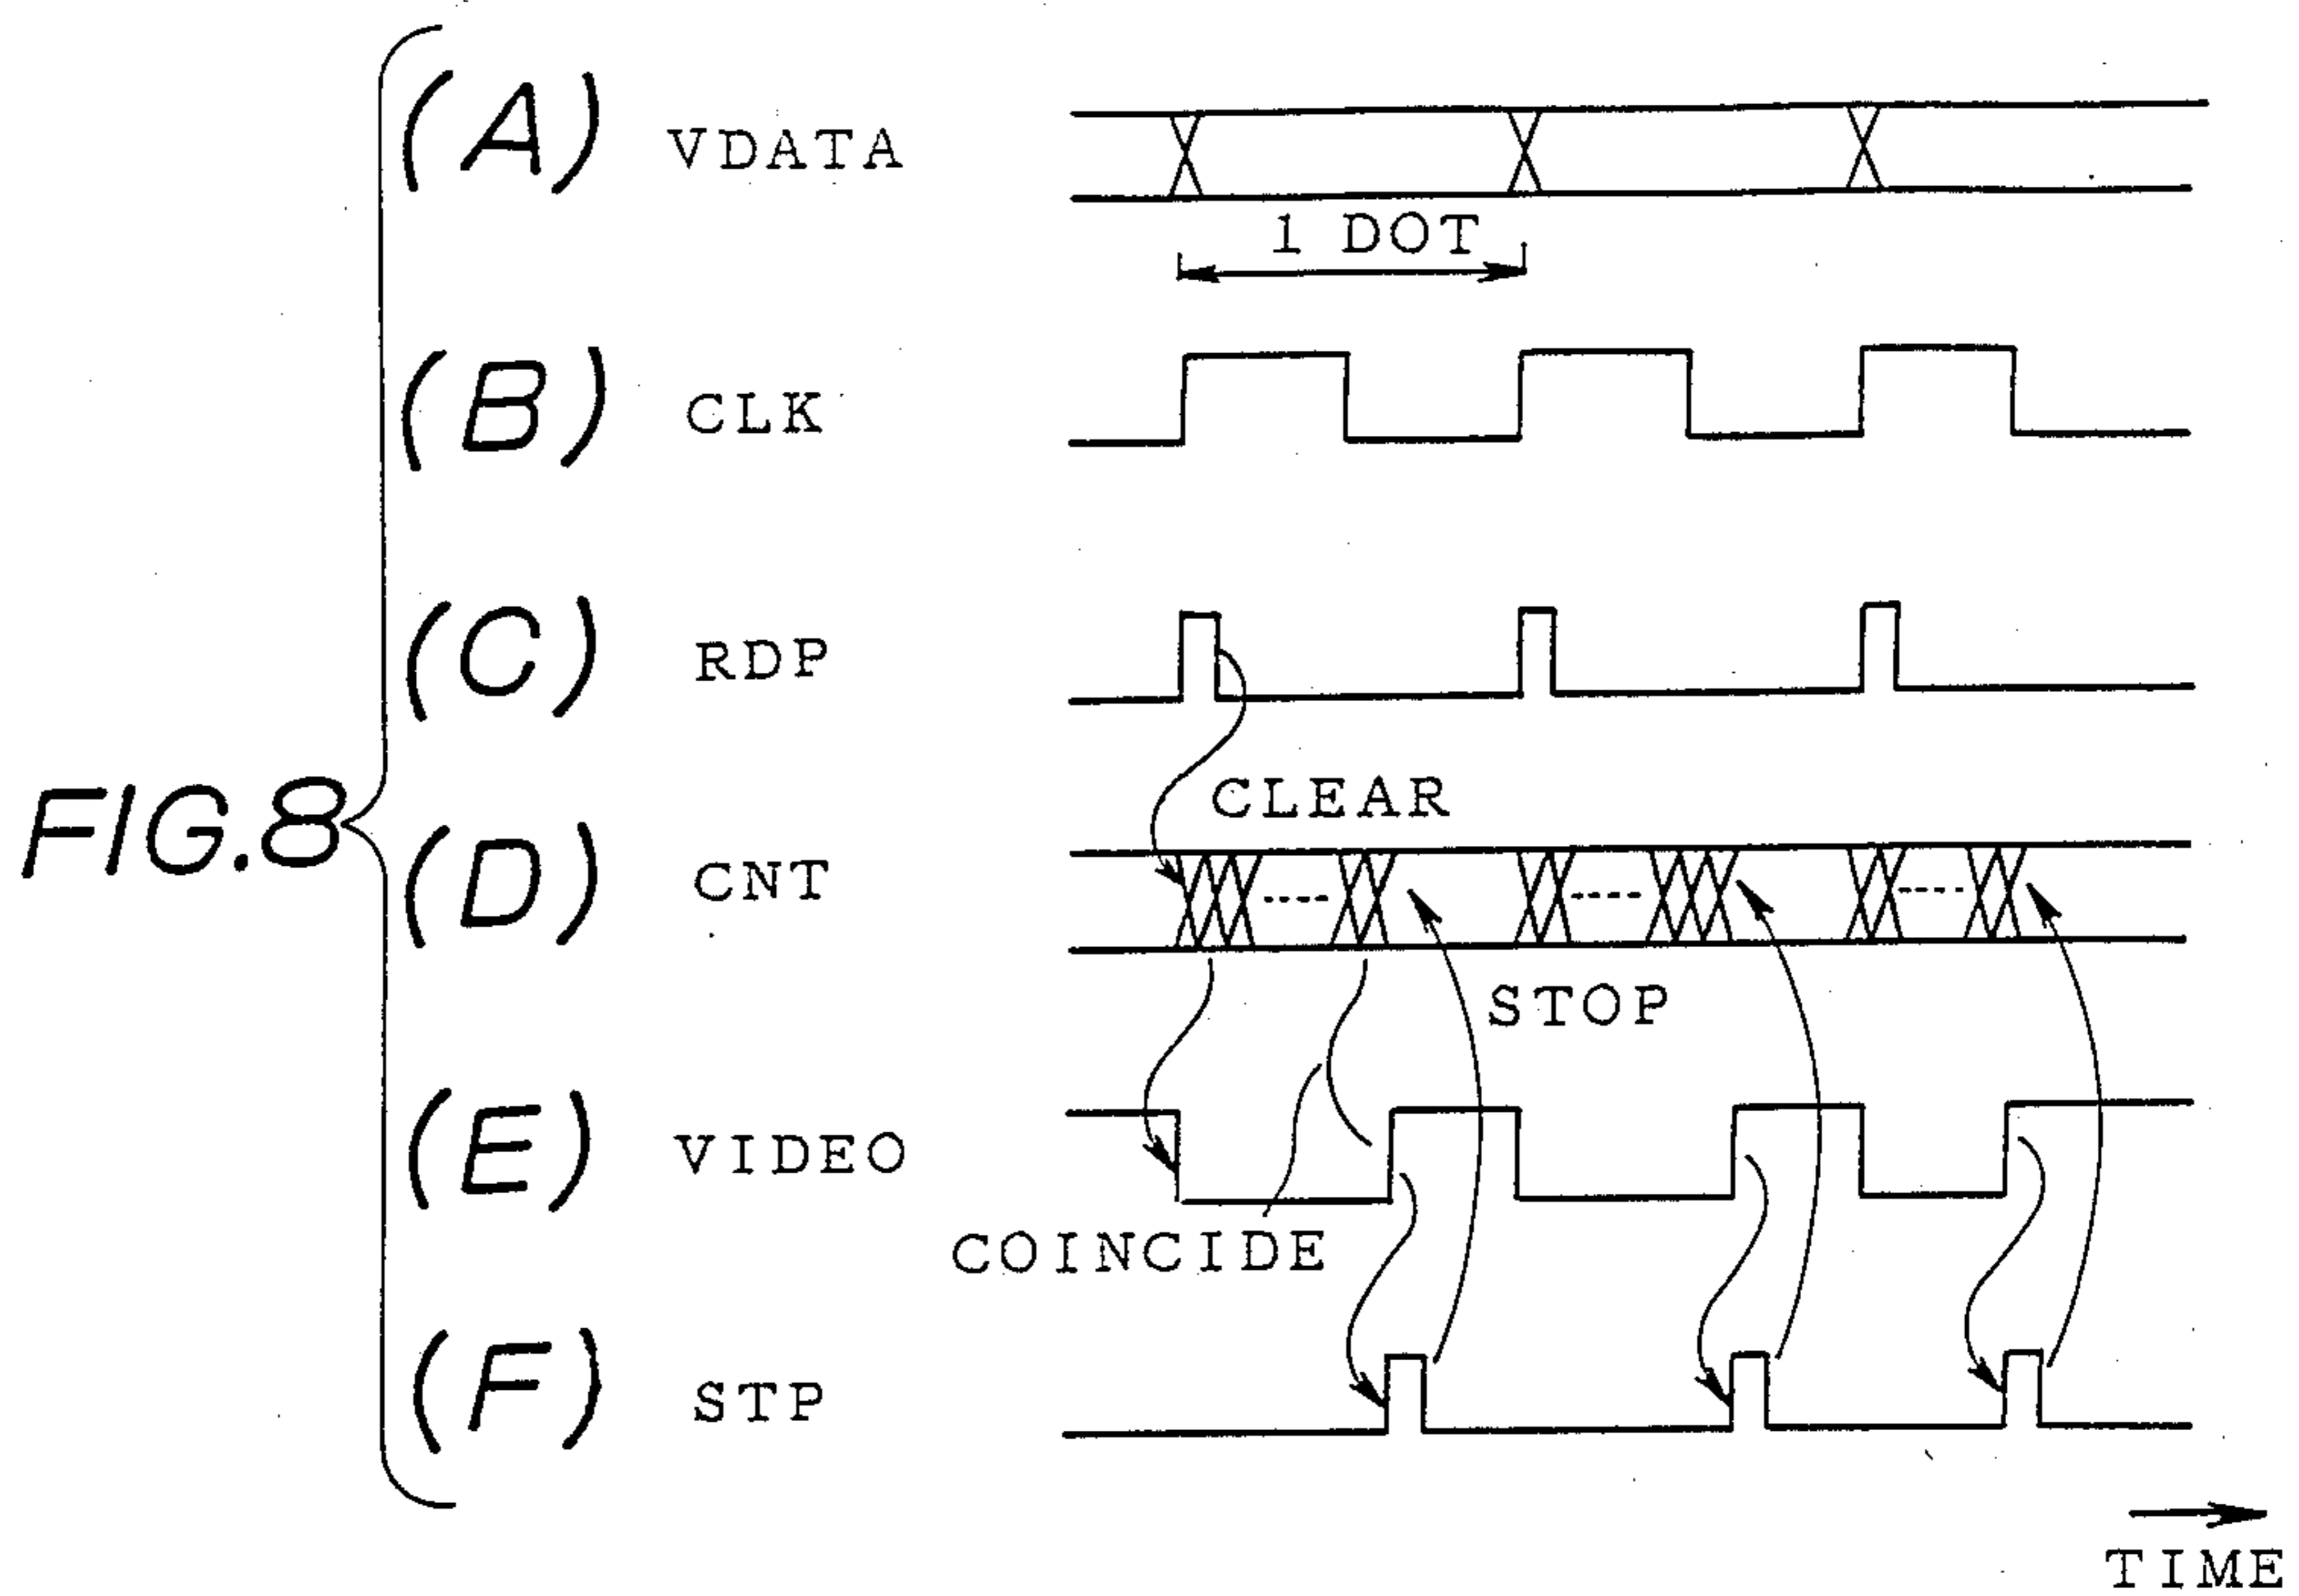 FIG.8
(A) VDATA
1 DOT
(B) CLK
(C) RDP
CLEAR
(D) CNT
STOP
(E) VIDEO
COINCIDE
(F) STP
TIME